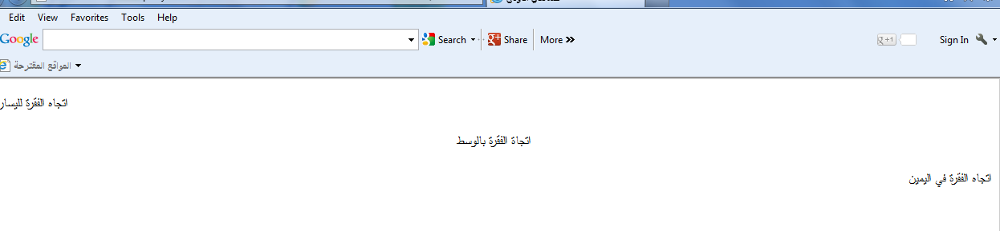 Edit View Favorites Tools Help
Google Search Share More » +1 Sign In
المواقع المقترحة
اتجاه الفقرة لليسار
اتجاة الفقرة بالوسط
اتجاه الفقرة في اليمين